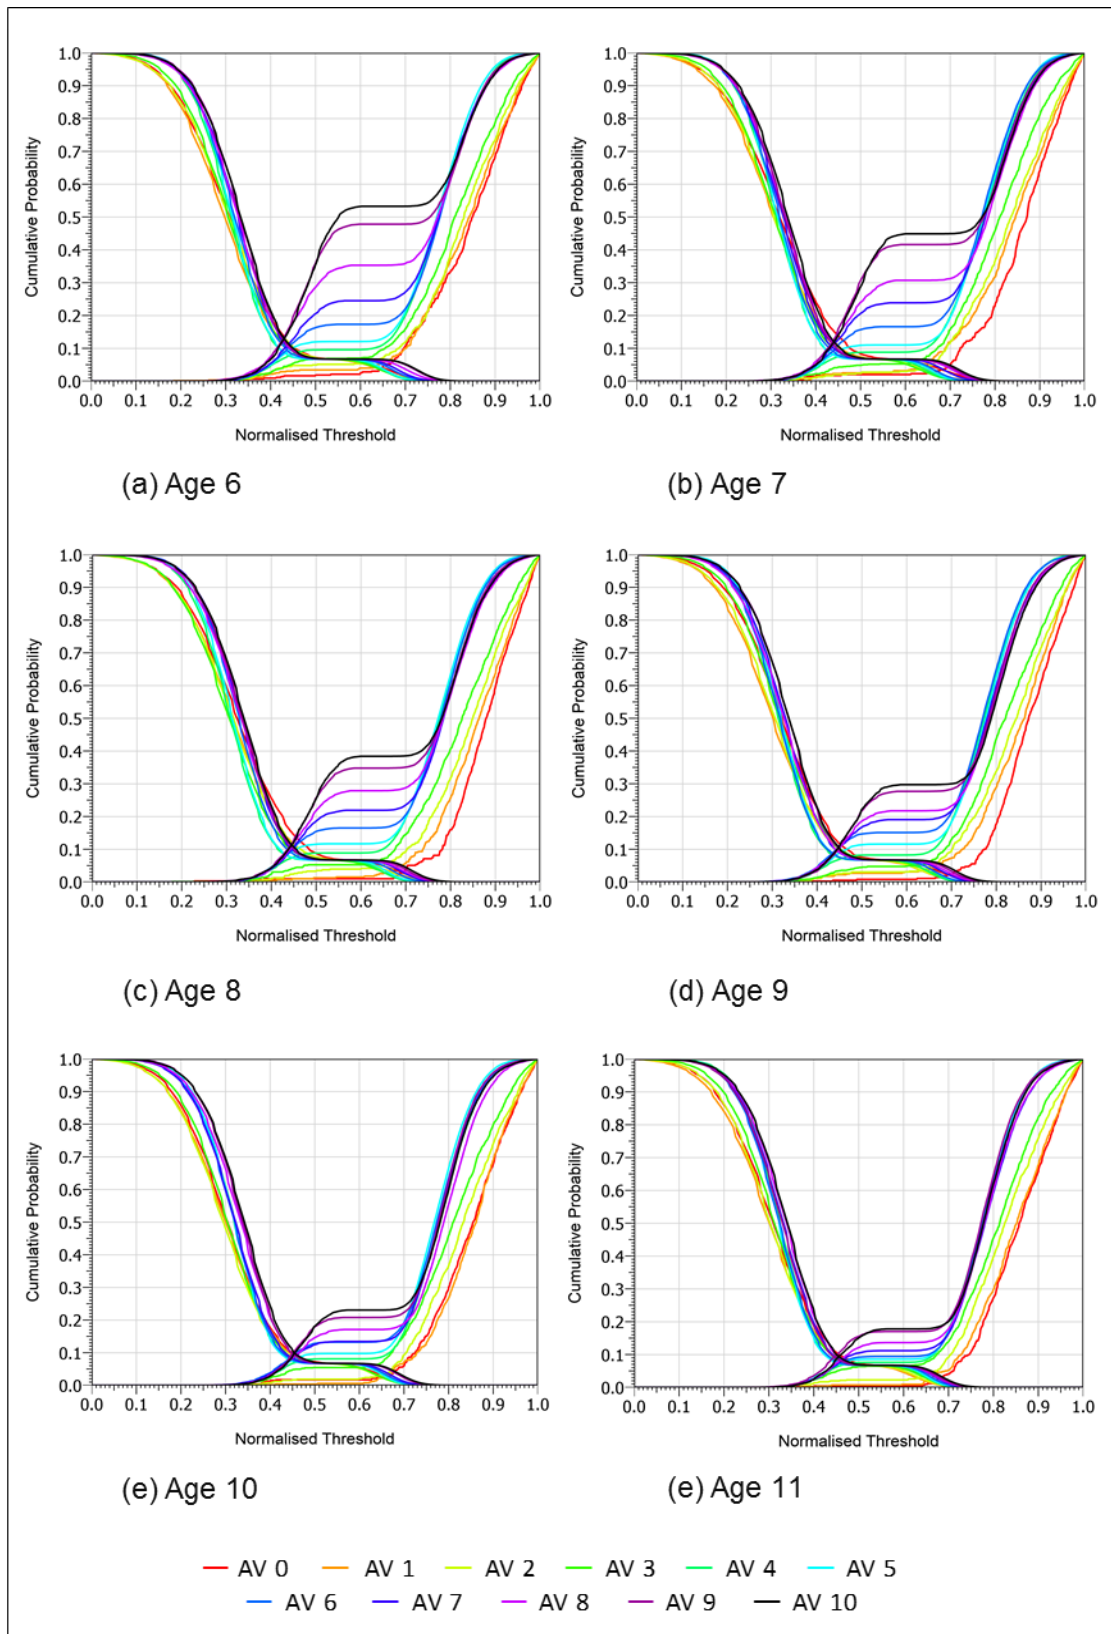 1.0 1.0
0.9 0.9
0.8 0.8
0.7 0.7
0.6 0.6
0.5 0.5
0.4 0.4
0.3 0.3
0.2 0.2
0.1 0.1
0.0 0.0
Cumulative Probability Cumulative Probability
0.0 0.1 0.2 0.3 0.4 0.5 0.6 0.7 0.8 0.9 1.0 0.0 0.1 0.2 0.3 0.4 0.5 0.6 0.7 0.8 0.9 1.0
Normalised Threshold Normalised Threshold
(a) Age 6 (b) Age 7
1.0 1.0
0.9 0.9
0.8 0.8
0.7 0.7
0.6 0.6
0.5 0.5
0.4 0.4
0.3 0.3
0.2 0.2
0.1 0.1
0.0 0.0
Cumulative Probability Cumulative Probability
0.0 0.1 0.2 0.3 0.4 0.5 0.6 0.7 0.8 0.9 1.0 0.0 0.1 0.2 0.3 0.4 0.5 0.6 0.7 0.8 0.9 1.0
Normalised Threshold Normalised Threshold
(c) Age 8 (d) Age 9
1.0 1.0
0.9 0.9
0.8 0.8
0.7 0.7
0.6 0.6
0.5 0.5
0.4 0.4
0.3 0.3
0.2 0.2
0.1 0.1
0.0 0.0
Cumulative Probability Cumulative Probability
0.0 0.1 0.2 0.3 0.4 0.5 0.6 0.7 0.8 0.9 1.0 0.0 0.1 0.2 0.3 0.4 0.5 0.6 0.7 0.8 0.9 1.0
Normalised Threshold Normalised Threshold
(e) Age 10 (e) Age 11
AV 0 AV 1 AV 2 AV 3 AV 4 AV 5
AV 6 AV 7 AV 8 AV 9 AV 10